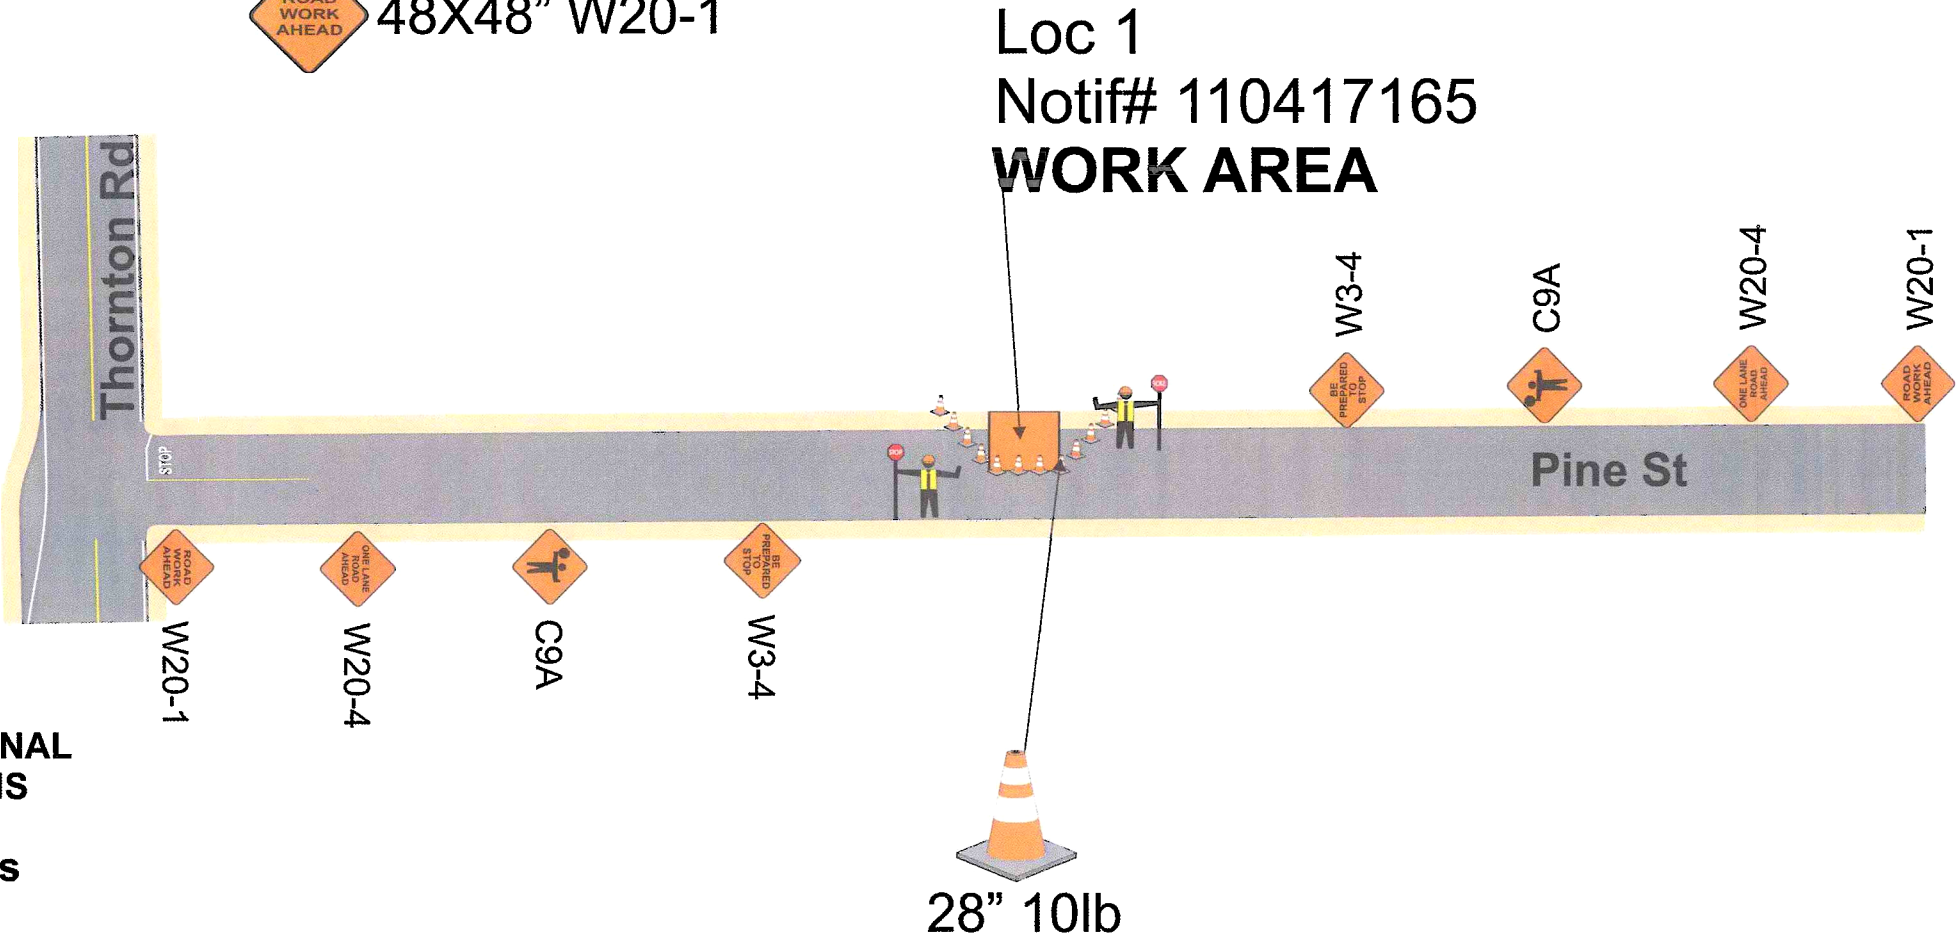 ROAD
WORK
AHEAD
48X48” W20-1
Loc 1
Notif# 110417165
WORK AREA
Thornton Rd
W3-4
C9A
W20-4
W20-1
BE
PREPARED
TO
STOP
ONE LANE
ROAD
AHEAD
ROAD
WORK
AHEAD
STOP
STOP
Pine St
ROAD
WORK
AHEAD
ONE LANE
ROAD
AHEAD
BE
PREPARED
TO
STOP
W20-1
W20-4
C9A
W3-4
NAL
IS
s
28” 10lb